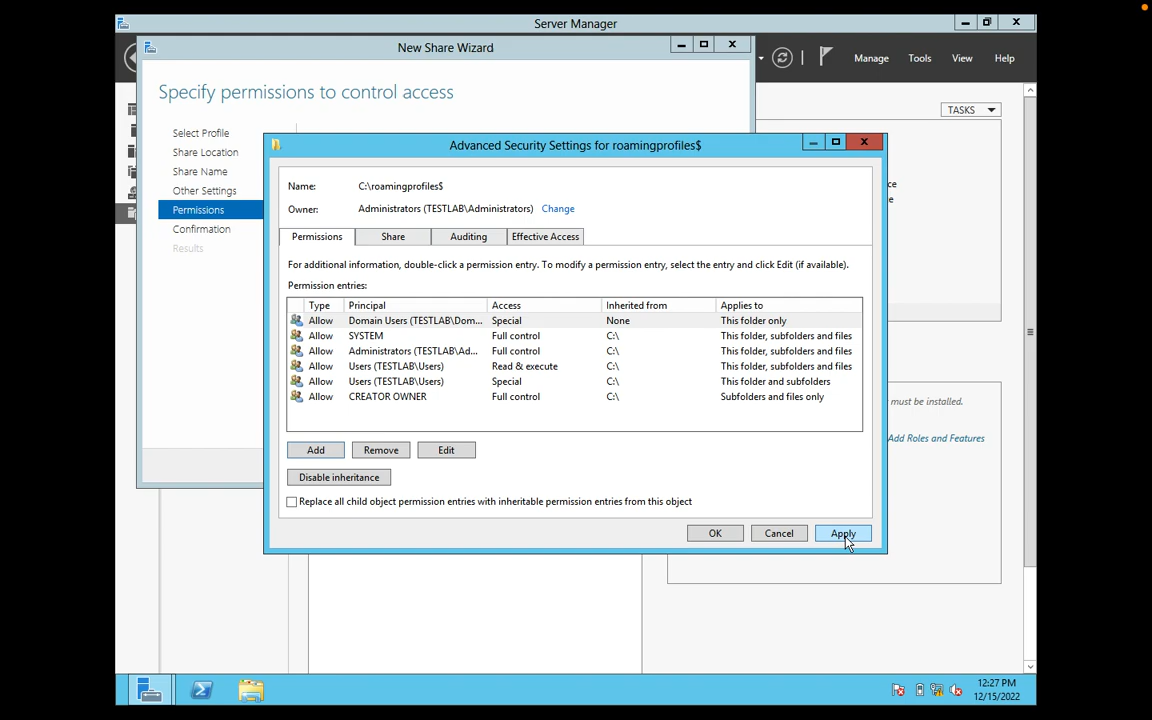 Server Manager
New Share Wizard
Manage Tools View Help
Specify permissions to control access
TASKS
Select Profile
Share Location
Share Name
Other Settings
Permissions
Confirmation
Results
Advanced Security Settings for roamingprofiles$
Name: C:\roamingprofiles$
Owner: Administrators (TESTLAB\Administrators) Change
Permissions Share Auditing Effective Access
For additional information, double-click a permission entry. To modify a permission entry, select the entry and click Edit (if available).
Permission entries:
Type Principal Access Inherited from Applies to
Allow Domain Users (TESTLAB\Dom... Special None This folder only
Allow SYSTEM Full control C:\ This folder, subfolders and files
Allow Administrators (TESTLAB\Ad... Full control C:\ This folder, subfolders and files
Allow Users (TESTLAB\Users) Read & execute C:\ This folder, subfolders and files
Allow Users (TESTLAB\Users) Special C:\ This folder and subfolders
Allow CREATOR OWNER Full control C:\ Subfolders and files only
must be installed.
Add Roles and Features
Add Remove Edit
Disable inheritance
Replace all child object permission entries with inheritable permission entries from this object
OK Cancel Apply
12:27 PM
12/15/2022